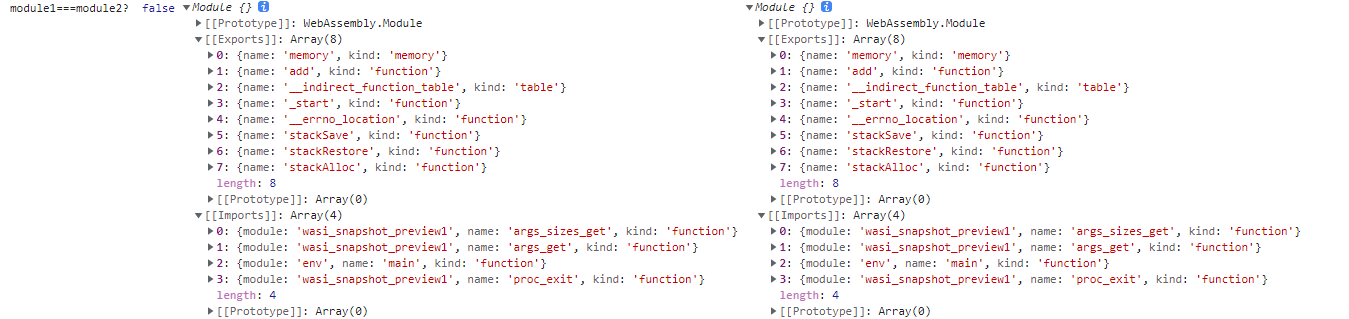 module1===module2? false ▼Module {} i ▼Module {} i
▶[[Prototype]]: WebAssembly.Module ▶[[Prototype]]: WebAssembly.Module
▼[[Exports]]: Array(8) ▼[[Exports]]: Array(8)
▶0: {name: 'memory', kind: 'memory'} ▶0: {name: 'memory', kind: 'memory'}
▶1: {name: 'add', kind: 'function'} ▶1: {name: 'add', kind: 'function'}
▶2: {name: '__indirect_function_table', kind: 'table'} ▶2: {name: '__indirect_function_table', kind: 'table'}
▶3: {name: '_start', kind: 'function'} ▶3: {name: '_start', kind: 'function'}
▶4: {name: '__errno_location', kind: 'function'} ▶4: {name: '__errno_location', kind: 'function'}
▶5: {name: 'stackSave', kind: 'function'} ▶5: {name: 'stackSave', kind: 'function'}
▶6: {name: 'stackRestore', kind: 'function'} ▶6: {name: 'stackRestore', kind: 'function'}
▶7: {name: 'stackAlloc', kind: 'function'} ▶7: {name: 'stackAlloc', kind: 'function'}
length: 8 length: 8
▶[[Prototype]]: Array(0) ▶[[Prototype]]: Array(0)
▼[[Imports]]: Array(4) ▼[[Imports]]: Array(4)
▶0: {module: 'wasi_snapshot_preview1', name: 'args_sizes_get', kind: 'function'} ▶0: {module: 'wasi_snapshot_preview1', name: 'args_sizes_get', kind: 'function'}
▶1: {module: 'wasi_snapshot_preview1', name: 'args_get', kind: 'function'} ▶1: {module: 'wasi_snapshot_preview1', name: 'args_get', kind: 'function'}
▶2: {module: 'env', name: 'main', kind: 'function'} ▶2: {module: 'env', name: 'main', kind: 'function'}
▶3: {module: 'wasi_snapshot_preview1', name: 'proc_exit', kind: 'function'} ▶3: {module: 'wasi_snapshot_preview1', name: 'proc_exit', kind: 'function'}
length: 4 length: 4
▶[[Prototype]]: Array(0) ▶[[Prototype]]: Array(0)